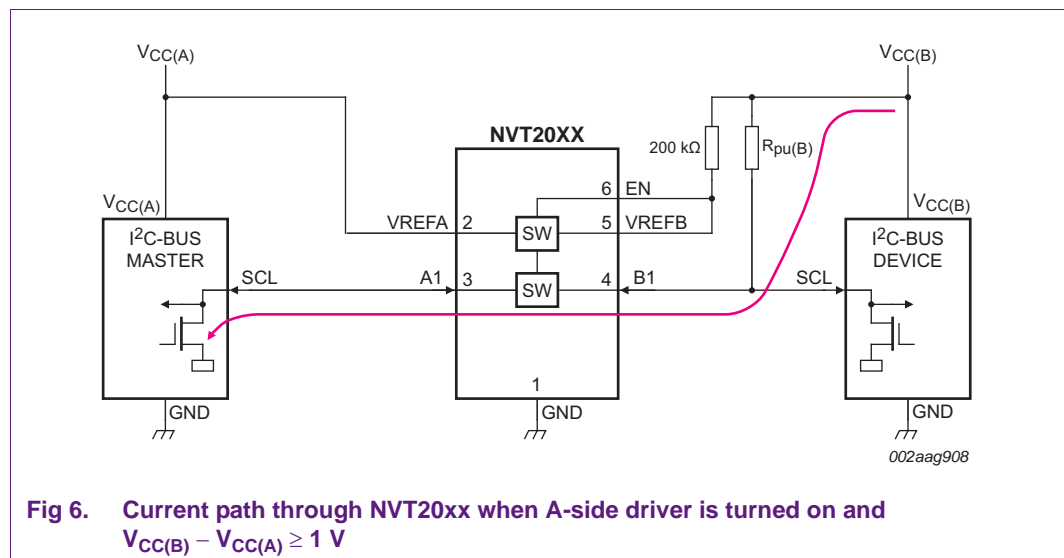 VCC(A)
VCC(B)
NVT20XX
200 kΩ
Rpu(B)
6
EN
VCC(A)
VCC(B)
VREFA
2
SW
5
VREFB
I2C-BUS
MASTER
I2C-BUS
DEVICE
SCL
A1
3
SW
4
B1
SCL
1
GND
GND
GND
002aag908
Fig 6. Current path through NVT20xx when A-side driver is turned on and
VCC(B) − VCC(A) ≥ 1 V